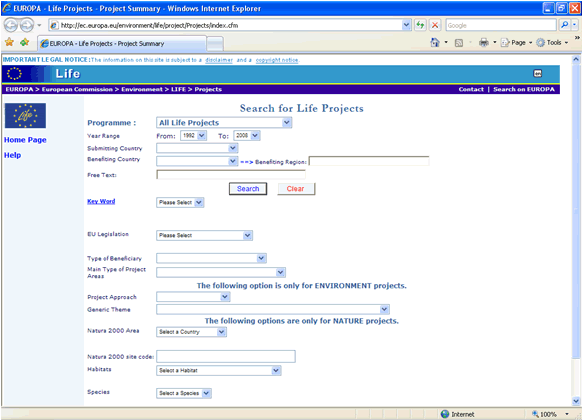 EUROPA - Life Projects - Project Summary - Windows Internet Explorer
http://ec.europa.eu/environment/life/project/Projects/index.cfm
Google
EUROPA - Life Projects - Project Summary
Page Tools
IMPORTANT LEGAL NOTICE: The information on this site is subject to a disclaimer and a copyright notice
Life
EUROPA > European Commission > Environment > LIFE > Projects
Contact | Search on EUROPA
Life
Home Page
Help
Search for Life Projects
Programme : All Life Projects
Year Range From: 1992 To: 2008
Submitting Country
Benefiting Country ==> Benefiting Region:
Free Text:
Search Clear
Key Word Please Select
EU Legislation Please Select
Type of Beneficiary
Main Type of Project
Areas
The following option is only for ENVIRONMENT projects.
Project Approach
Generic Theme
The following options are only for NATURE projects.
Natura 2000 Area Select a Country
Natura 2000 site code:
Habitats Select a Habitat
Species Select a Species
Internet 100%